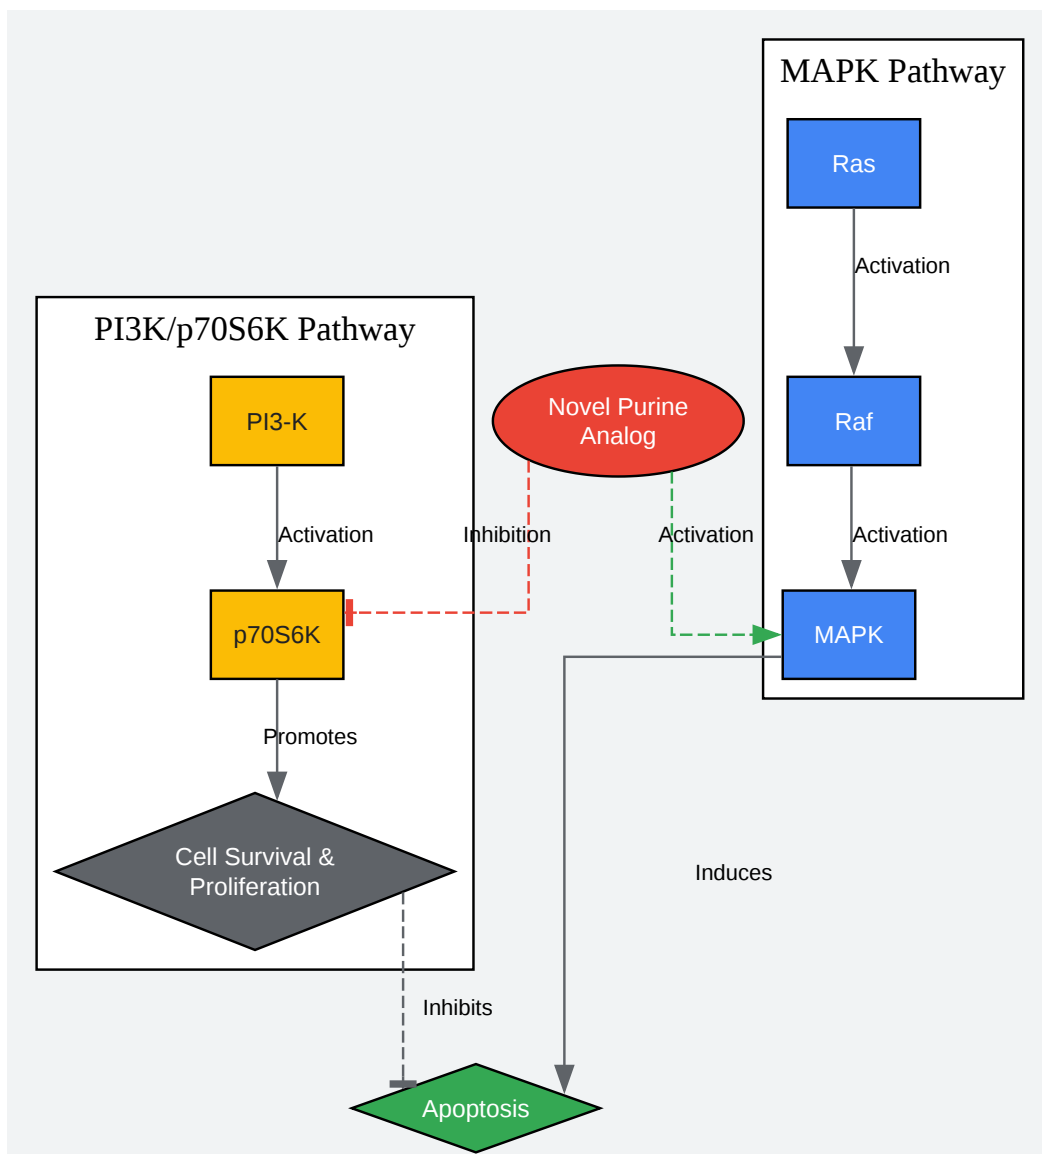 MAPK Pathway
Ras
Activation
PI3K/p70S6K Pathway
PI3-K
Novel Purine
Analog
Raf
Activation
Inhibition
Activation
Activation
p70S6K
MAPK
Promotes
Cell Survival &
Proliferation
Induces
Inhibits
Apoptosis